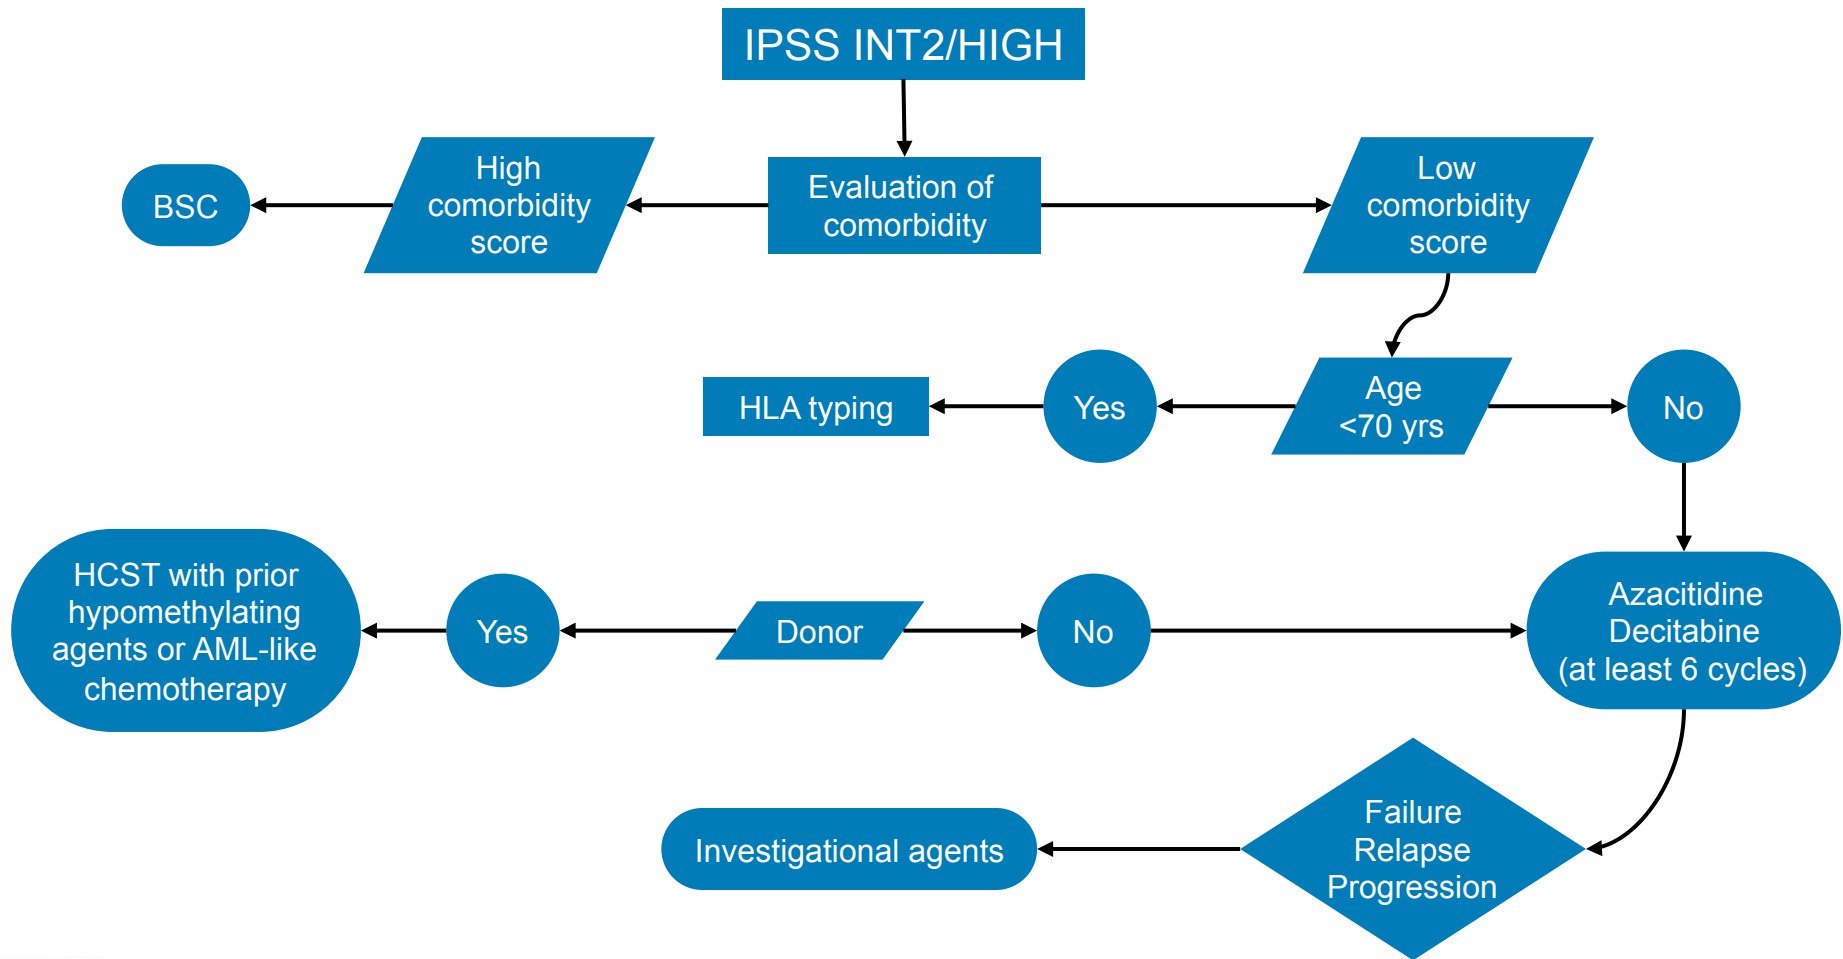 IPSS INT2/HIGH
BSC
High
comorbidity
score
Evaluation of
comorbidity
Low
comorbidity
score
HLA typing
Yes
Age
<70 yrs
No
HCST with prior
hypomethylating
agents or AML-like
chemotherapy
Yes
Donor
No
Azacitidine
Decitabine
(at least 6 cycles)
Investigational agents
Failure
Relapse
Progression